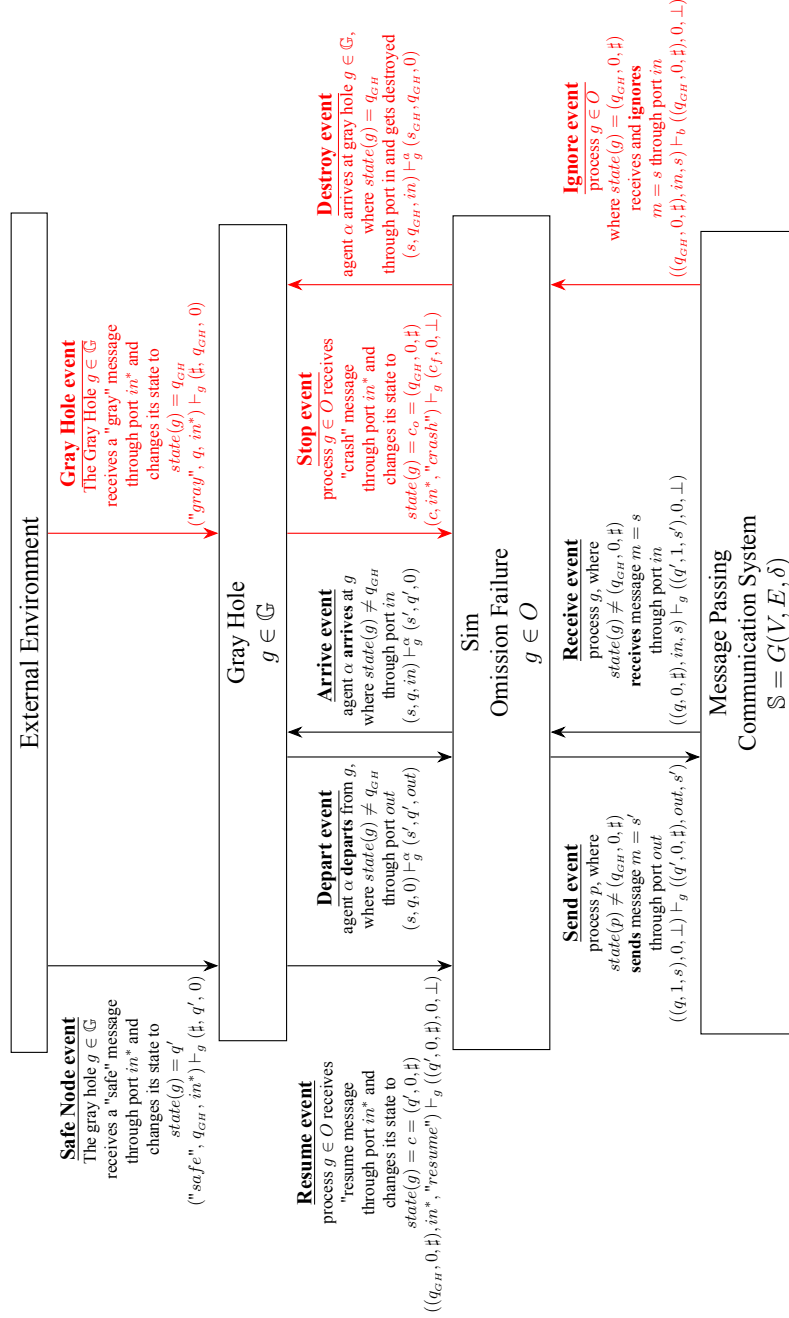 External Environment
Safe Node event
The gray hole g ∈ 𝔾
receives a "safe" message
through port in* and
changes its state to
state(g) = q′
("safe", q_GH, in*) ⊢_g (♯, q′, 0)
Gray Hole event
The Gray Hole g ∈ 𝔾
receives a "gray" message
through port in* and
changes its state to
state(g) = q_GH
("gray", q, in*) ⊢_g (♯, q_GH, 0)
Gray Hole
g ∈ 𝔾
Resume event
process g ∈ O receives
"resume message
through port in* and
changes its state to
state(g) = c = (q′, 0, ♯)
((q_GH, 0, ♯), in*, "resume") ⊢_g ((q′, 0, ♯), 0, ⊥)
Depart event
agent α departs from g,
where state(g) ≠ q_GH
through port out
(s, q, 0) ⊢_g^α (s′, q′, out)
Arrive event
agent α arrives at g
where state(g) ≠ q_GH
through port in
(s, q, in) ⊢_g^α (s′, q′, 0)
Stop event
process g ∈ O receives
"crash" message
through port in* and
changes its state to
state(g) = c_o = (q_GH, 0, ♯)
(c, in*, "crash") ⊢_g (c_f, 0, ⊥)
Destroy event
agent α arrives at gray hole g ∈ 𝔾,
where state(g) = q_GH
through port in and gets destroyed
(s, q_GH, in) ⊢_g^α (s_GH, q_GH, 0)
Sim
Omission Failure
g ∈ O
Send event
process p, where
state(p) ≠ (q_GH, 0, ♯)
sends message m = s′
through port out
((q, 1, s), 0, ⊥) ⊢_g ((q′, 0, ♯), out, s′)
Receive event
process g, where
state(g) ≠ (q_GH, 0, ♯)
receives message m = s
through port in
((q, 0, ♯), in, s) ⊢_g ((q′, 1, s′), 0, ⊥)
Ignore event
process g ∈ O
where state(g) = (q_GH, 0, ♯)
receives and ignores
m = s through port in
((q_GH, 0, ♯), in, s) ⊢_b ((q_GH, 0, ♯), 0, ⊥)
Message Passing
Communication System
𝕊 = G(V, E, δ)